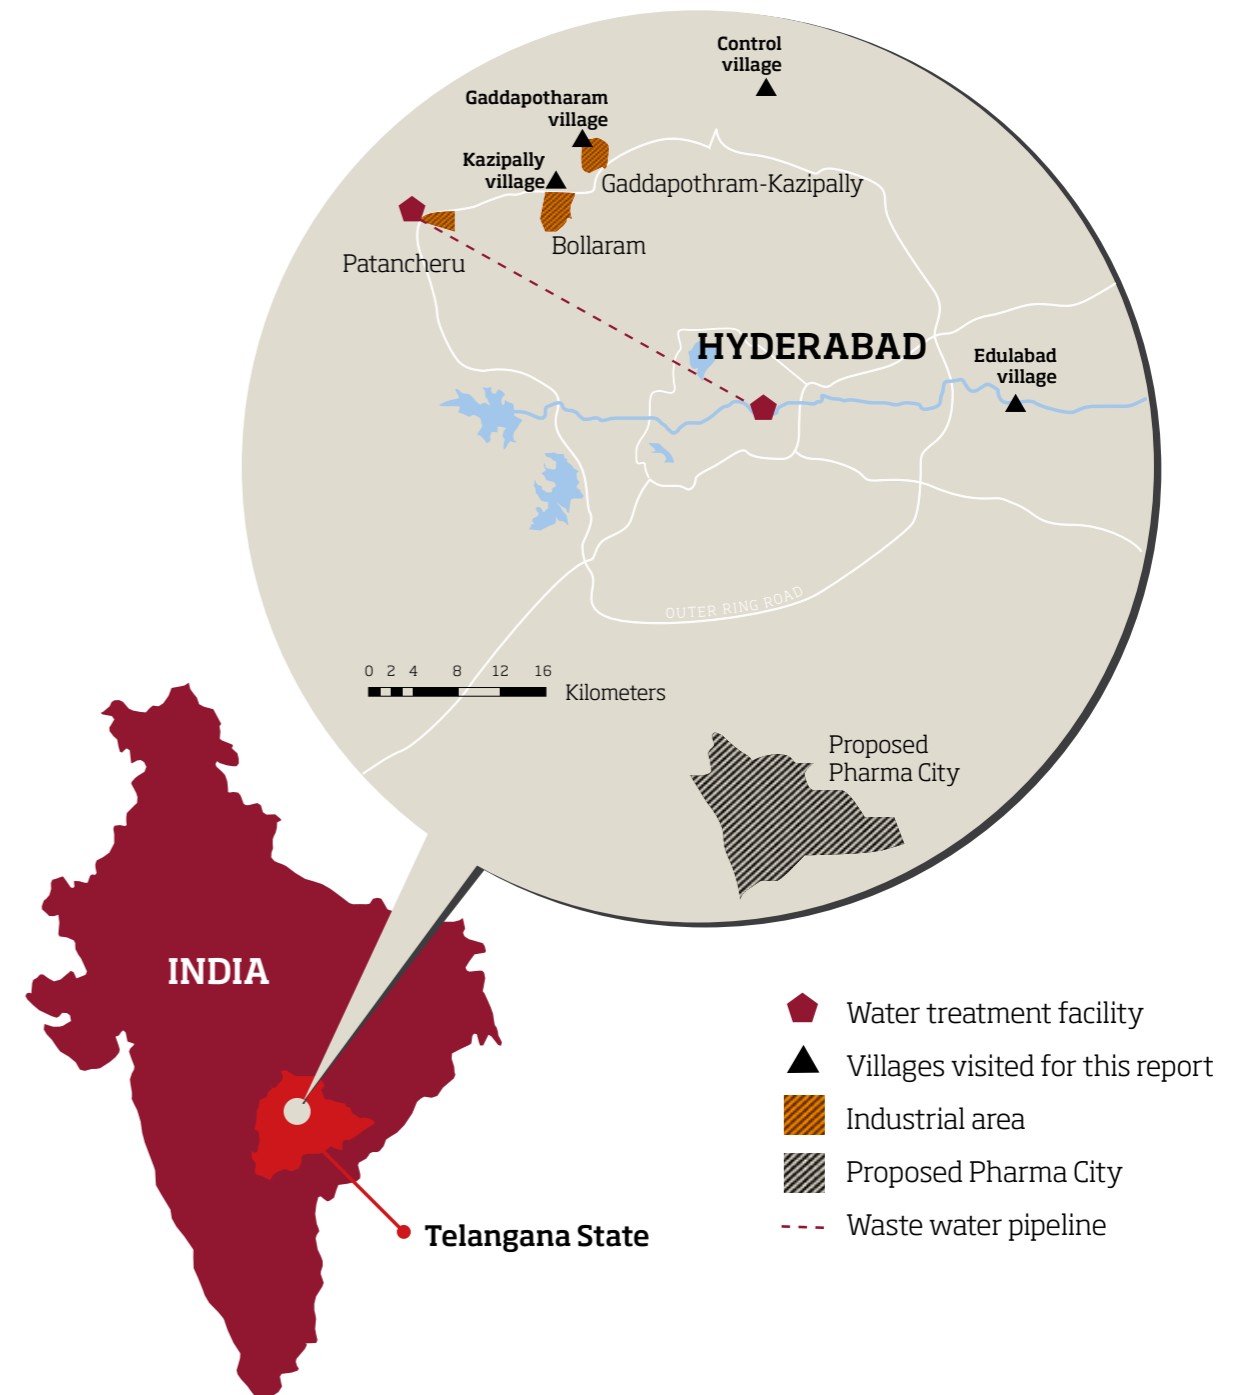 Control
village
Gaddapotharam
village
Kazipally
village
Gaddapothram-Kazipally
Bollaram
Patancheru
HYDERABAD
Edulabad
village
OUTER RING ROAD
0 2 4 8 12 16
Kilometers
Proposed
Pharma City
INDIA
Telangana State
Water treatment facility
Villages visited for this report
Industrial area
Proposed Pharma City
Waste water pipeline